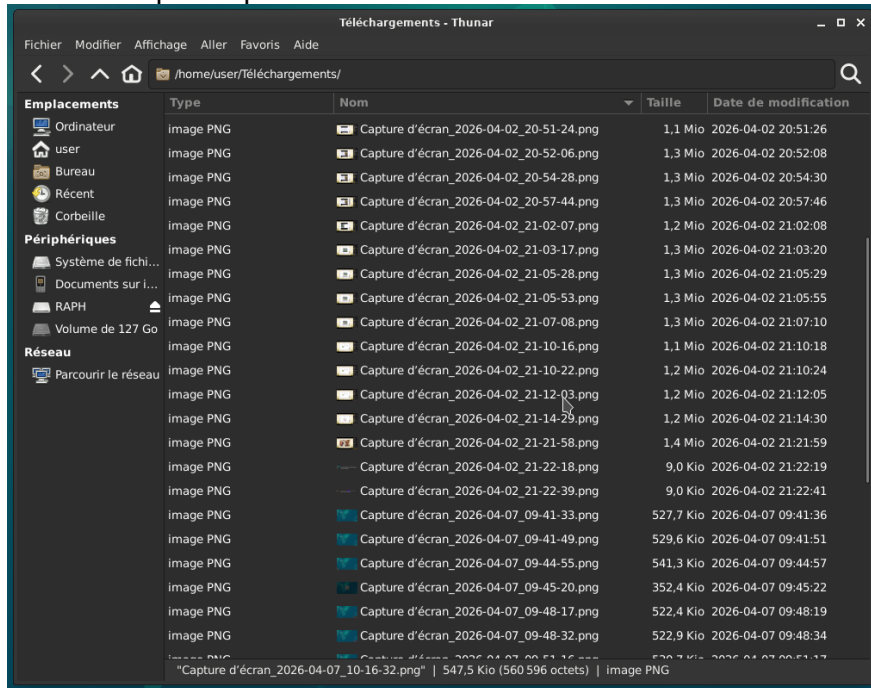 Téléchargements - Thunar
Fichier Modifier Affichage Aller Favoris Aide
/home/user/Téléchargements/
Emplacements
Ordinateur
user
Bureau
Récent
Corbeille
Périphériques
Système de fichi...
Documents sur i...
RAPH
Volume de 127 Go
Réseau
Parcourir le réseau
Type Nom Taille Date de modification
image PNG Capture d’écran_2026-04-02_20-51-24.png 1,1 Mio 2026-04-02 20:51:26
image PNG Capture d’écran_2026-04-02_20-52-06.png 1,3 Mio 2026-04-02 20:52:08
image PNG Capture d’écran_2026-04-02_20-54-28.png 1,3 Mio 2026-04-02 20:54:30
image PNG Capture d’écran_2026-04-02_20-57-44.png 1,3 Mio 2026-04-02 20:57:46
image PNG Capture d’écran_2026-04-02_21-02-07.png 1,2 Mio 2026-04-02 21:02:08
image PNG Capture d’écran_2026-04-02_21-03-17.png 1,3 Mio 2026-04-02 21:03:20
image PNG Capture d’écran_2026-04-02_21-05-28.png 1,3 Mio 2026-04-02 21:05:29
image PNG Capture d’écran_2026-04-02_21-05-53.png 1,3 Mio 2026-04-02 21:05:55
image PNG Capture d’écran_2026-04-02_21-07-08.png 1,3 Mio 2026-04-02 21:07:10
image PNG Capture d’écran_2026-04-02_21-10-16.png 1,1 Mio 2026-04-02 21:10:18
image PNG Capture d’écran_2026-04-02_21-10-22.png 1,2 Mio 2026-04-02 21:10:24
image PNG Capture d’écran_2026-04-02_21-12-03.png 1,2 Mio 2026-04-02 21:12:05
image PNG Capture d’écran_2026-04-02_21-14-29.png 1,2 Mio 2026-04-02 21:14:30
image PNG Capture d’écran_2026-04-02_21-21-58.png 1,4 Mio 2026-04-02 21:21:59
image PNG Capture d’écran_2026-04-02_21-22-18.png 9,0 Kio 2026-04-02 21:22:19
image PNG Capture d’écran_2026-04-02_21-22-39.png 9,0 Kio 2026-04-02 21:22:41
image PNG Capture d’écran_2026-04-07_09-41-33.png 527,7 Kio 2026-04-07 09:41:36
image PNG Capture d’écran_2026-04-07_09-41-49.png 529,6 Kio 2026-04-07 09:41:51
image PNG Capture d’écran_2026-04-07_09-44-55.png 541,3 Kio 2026-04-07 09:44:57
image PNG Capture d’écran_2026-04-07_09-45-20.png 352,4 Kio 2026-04-07 09:45:22
image PNG Capture d’écran_2026-04-07_09-48-17.png 522,4 Kio 2026-04-07 09:48:19
image PNG Capture d’écran_2026-04-07_09-48-32.png 522,9 Kio 2026-04-07 09:48:34
"Capture d’écran_2026-04-07_10-16-32.png" | 547,5 Kio (560 596 octets) | image PNG